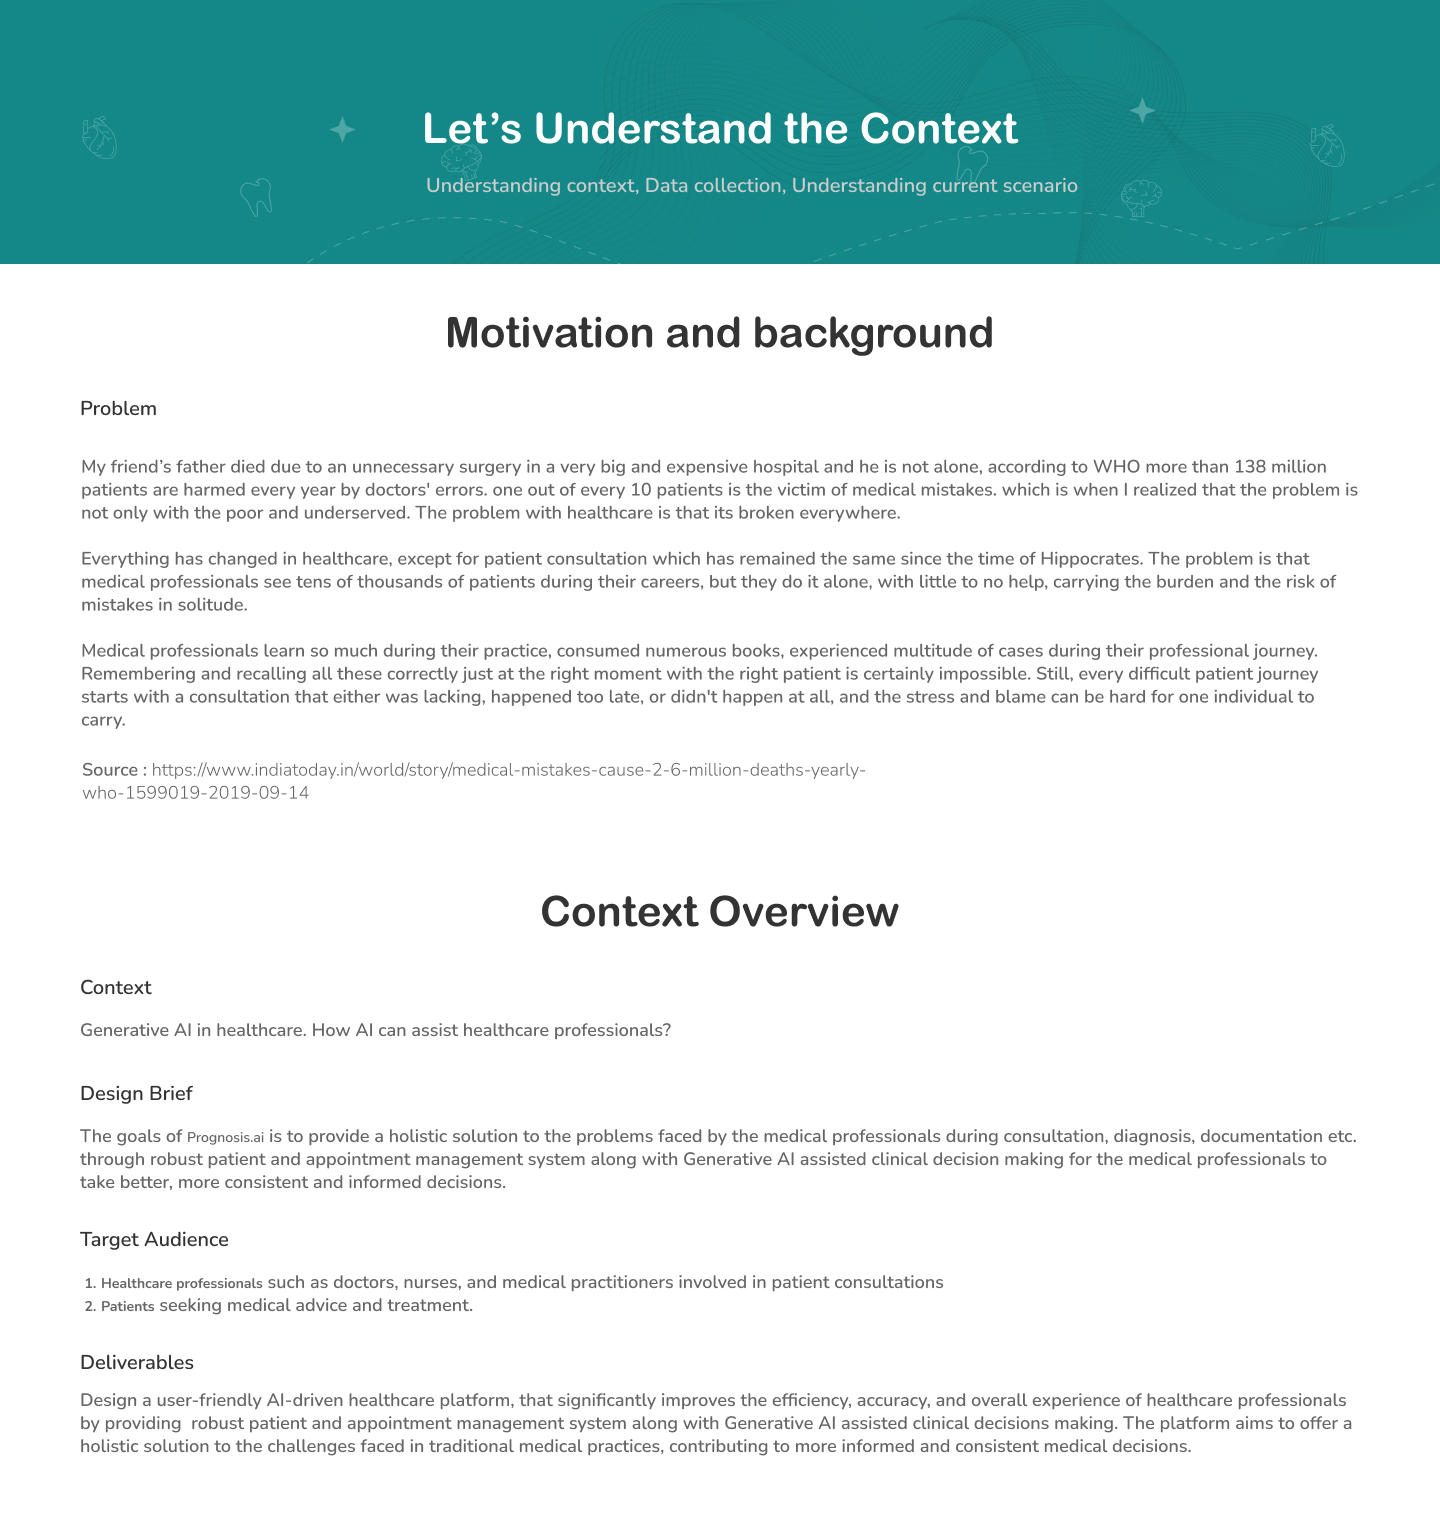 Let’s Understand the Context
Understanding context, Data collection, Understanding current scenario
Motivation and background
Problem
My friend’s father died due to an unnecessary surgery in a very big and expensive hospital and he is not alone, according to WHO more than 138 million
patients are harmed every year by doctors' errors. one out of every 10 patients is the victim of medical mistakes. which is when I realized that the problem is
not only with the poor and underserved. The problem with healthcare is that its broken everywhere.
Everything has changed in healthcare, except for patient consultation which has remained the same since the time of Hippocrates. The problem is that
medical professionals see tens of thousands of patients during their careers, but they do it alone, with little to no help, carrying the burden and the risk of
mistakes in solitude.
Medical professionals learn so much during their practice, consumed numerous books, experienced multitude of cases during their professional journey.
Remembering and recalling all these correctly just at the right moment with the right patient is certainly impossible. Still, every difficult patient journey
starts with a consultation that either was lacking, happened too late, or didn't happen at all, and the stress and blame can be hard for one individual to
carry.
Source : https://www.indiatoday.in/world/story/medical-mistakes-cause-2-6-million-deaths-yearly-
who-1599019-2019-09-14
Context Overview
Context
Generative AI in healthcare. How AI can assist healthcare professionals?
Design Brief
The goals of Prognosis.ai is to provide a holistic solution to the problems faced by the medical professionals during consultation, diagnosis, documentation etc.
through robust patient and appointment management system along with Generative AI assisted clinical decision making for the medical professionals to
take better, more consistent and informed decisions.
Target Audience
1. Healthcare professionals such as doctors, nurses, and medical practitioners involved in patient consultations
2. Patients seeking medical advice and treatment.
Deliverables
Design a user-friendly AI-driven healthcare platform, that significantly improves the efficiency, accuracy, and overall experience of healthcare professionals
by providing  robust patient and appointment management system along with Generative AI assisted clinical decisions making. The platform aims to offer a
holistic solution to the challenges faced in traditional medical practices, contributing to more informed and consistent medical decisions.